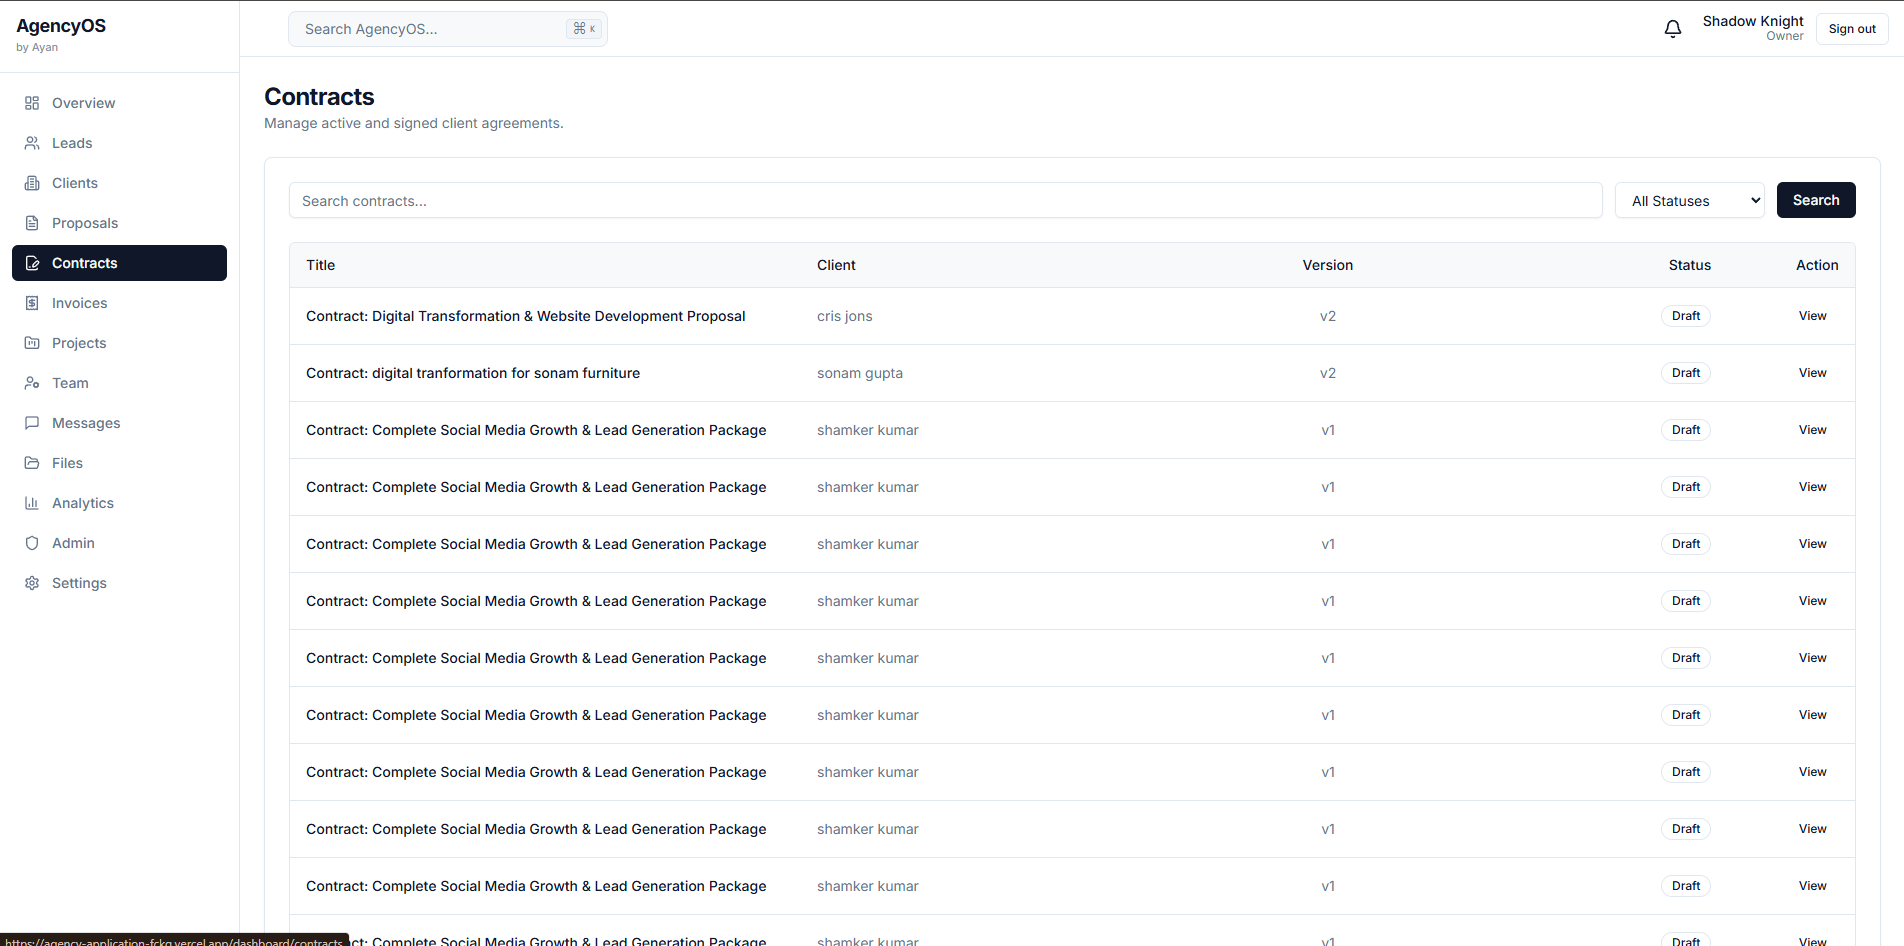 AgencyOS
by Ayan
Search AgencyOS...
⌘ K
Shadow Knight
Owner
Sign out
Overview
Leads
Clients
Proposals
Contracts
Invoices
Projects
Team
Messages
Files
Analytics
Admin
Settings
Contracts
Manage active and signed client agreements.
Search contracts...
All Statuses
Search
Title Client Version Status Action
Contract: Digital Transformation & Website Development Proposal cris jons v2 Draft View
Contract: digital tranformation for sonam furniture sonam gupta v2 Draft View
Contract: Complete Social Media Growth & Lead Generation Package shamker kumar v1 Draft View
Contract: Complete Social Media Growth & Lead Generation Package shamker kumar v1 Draft View
Contract: Complete Social Media Growth & Lead Generation Package shamker kumar v1 Draft View
Contract: Complete Social Media Growth & Lead Generation Package shamker kumar v1 Draft View
Contract: Complete Social Media Growth & Lead Generation Package shamker kumar v1 Draft View
Contract: Complete Social Media Growth & Lead Generation Package shamker kumar v1 Draft View
Contract: Complete Social Media Growth & Lead Generation Package shamker kumar v1 Draft View
Contract: Complete Social Media Growth & Lead Generation Package shamker kumar v1 Draft View
Contract: Complete Social Media Growth & Lead Generation Package shamker kumar v1 Draft View
ct: Complete Social Media Growth & Lead Generation Package shamker kumar v1 Draft View